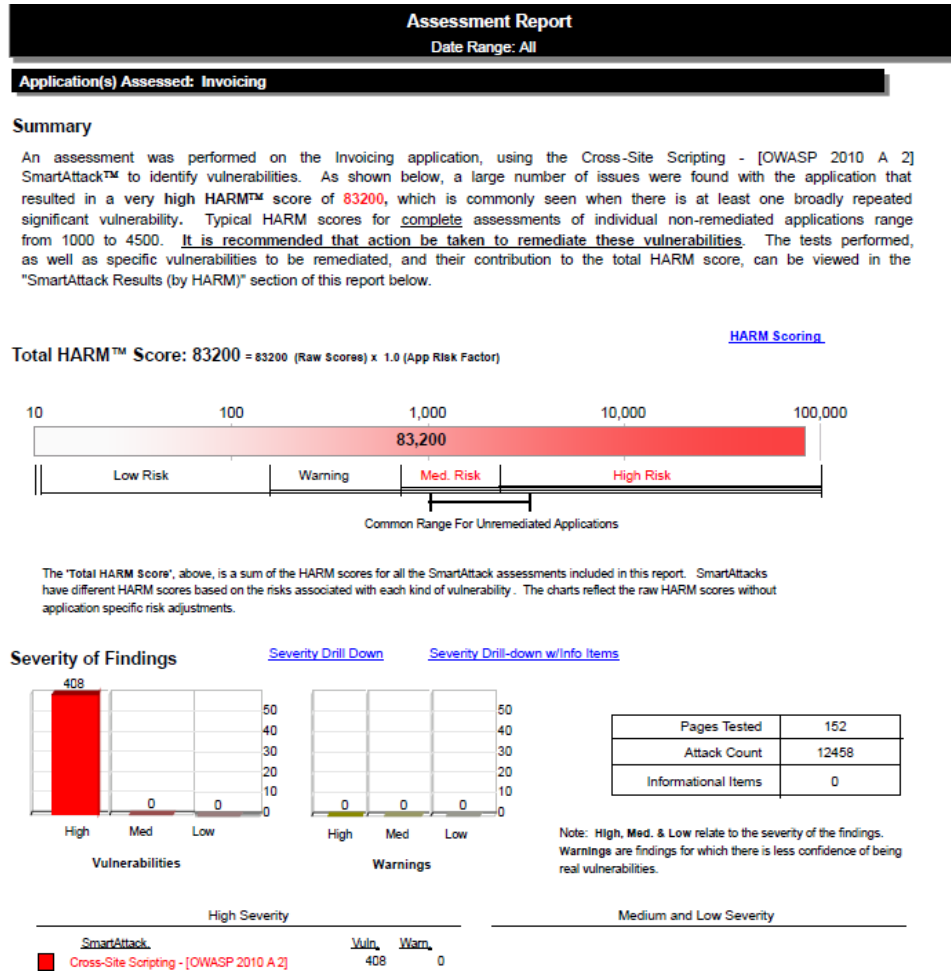 Assessment Report
Date Range: All
Application(s) Assessed: Invoicing
Summary
An assessment was performed on the Invoicing application, using the Cross-Site Scripting - [OWASP 2010 A 2]
SmartAttack™ to identify vulnerabilities. As shown below, a large number of issues were found with the application that
resulted in a very high HARM™ score of 83200, which is commonly seen when there is at least one broadly repeated
significant vulnerability. Typical HARM scores for complete assessments of individual non-remediated applications range
from 1000 to 4500. It is recommended that action be taken to remediate these vulnerabilities. The tests performed,
as well as specific vulnerabilities to be remediated, and their contribution to the total HARM score, can be viewed in the
"SmartAttack Results (by HARM)" section of this report below.
HARM Scoring
Total HARM™ Score: 83200 = 83200 (Raw Scores) x 1.0 (App Risk Factor)
10 100 1,000 10,000 100,000
83,200
Low Risk Warning Med. Risk High Risk
Common Range For Unremediated Applications
The 'Total HARM Score', above, is a sum of the HARM scores for all the SmartAttack assessments included in this report. SmartAttacks
have different HARM scores based on the risks associated with each kind of vulnerability . The charts reflect the raw HARM scores without
application specific risk adjustments.
Severity of Findings
Severity Drill Down
Severity Drill-down w/Info Items
408
50
40
30
20
10
0
0 0
High Med Low
Vulnerabilities
50
40
30
20
10
0
0 0 0
High Med Low
Warnings
Pages Tested 152
Attack Count 12458
Informational Items 0
Note: High, Med. & Low relate to the severity of the findings.
Warnings are findings for which there is less confidence of being
real vulnerabilities.
High Severity
Medium and Low Severity
SmartAttack Vuln. Warn.
Cross-Site Scripting - [OWASP 2010 A 2] 408 0